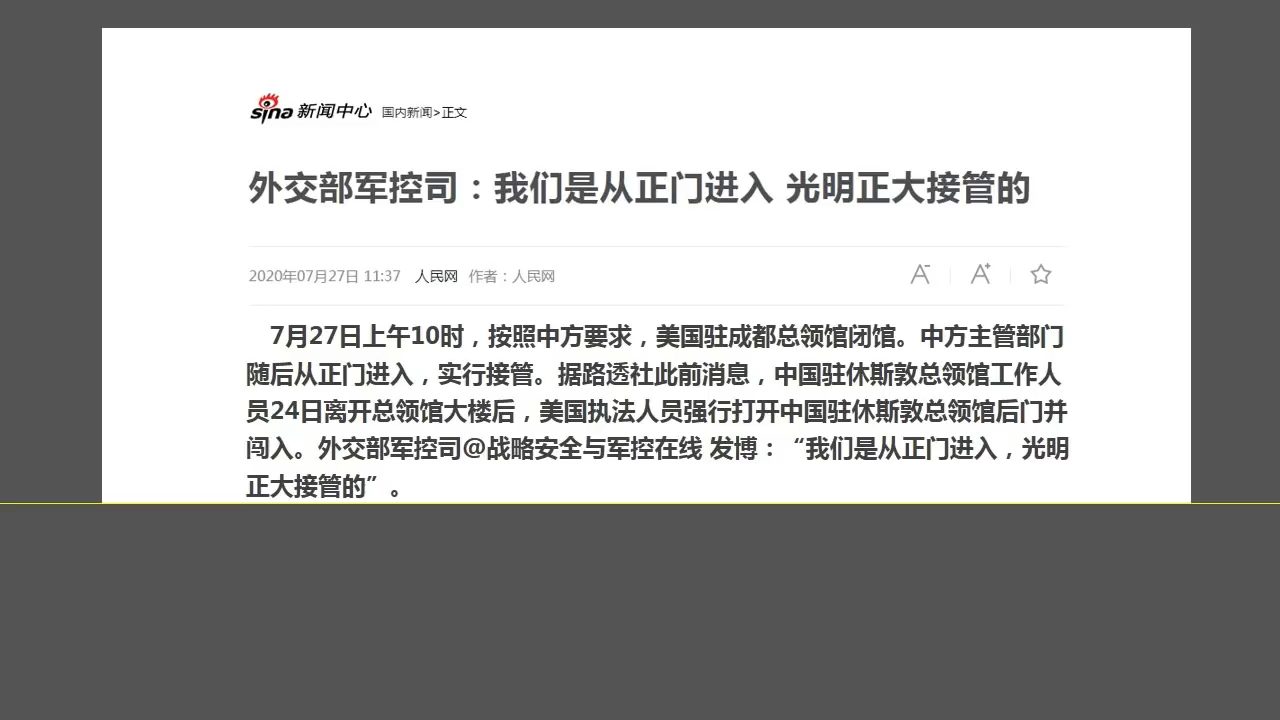 sina 新闻中心 国内新闻>正文
外交部军控司：我们是从正门进入 光明正大接管的
2020年07月27日 11:37 人民网 作者：人民网 A- A+
7月27日上午10时，按照中方要求，美国驻成都总领馆闭馆。中方主管部门
随后从正门进入，实行接管。据路透社此前消息，中国驻休斯敦总领馆工作人
员24日离开总领馆大楼后，美国执法人员强行打开中国驻休斯敦总领馆后门并
闯入。外交部军控司@战略安全与军控在线 发博：“我们是从正门进入，光明
正大接管的”。